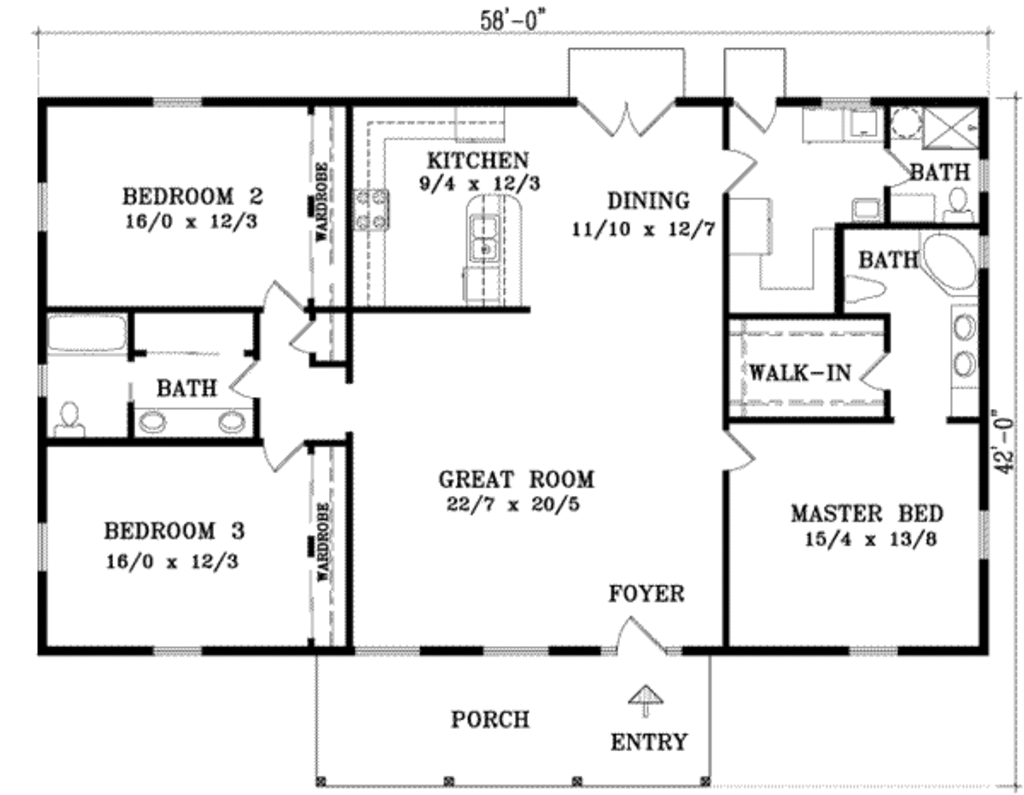 58'-0"
BEDROOM 2
16/0 x 12/3
WARDROBE
KITCHEN
9/4 x 12/3
DINING
11/10 x 12/7
BATH
BATH
BATH
WALK-IN
42'-0"
GREAT ROOM
22/7 x 20/5
BEDROOM 3
16/0 x 12/3
WARDROBE
MASTER BED
15/4 x 13/8
FOYER
PORCH
ENTRY